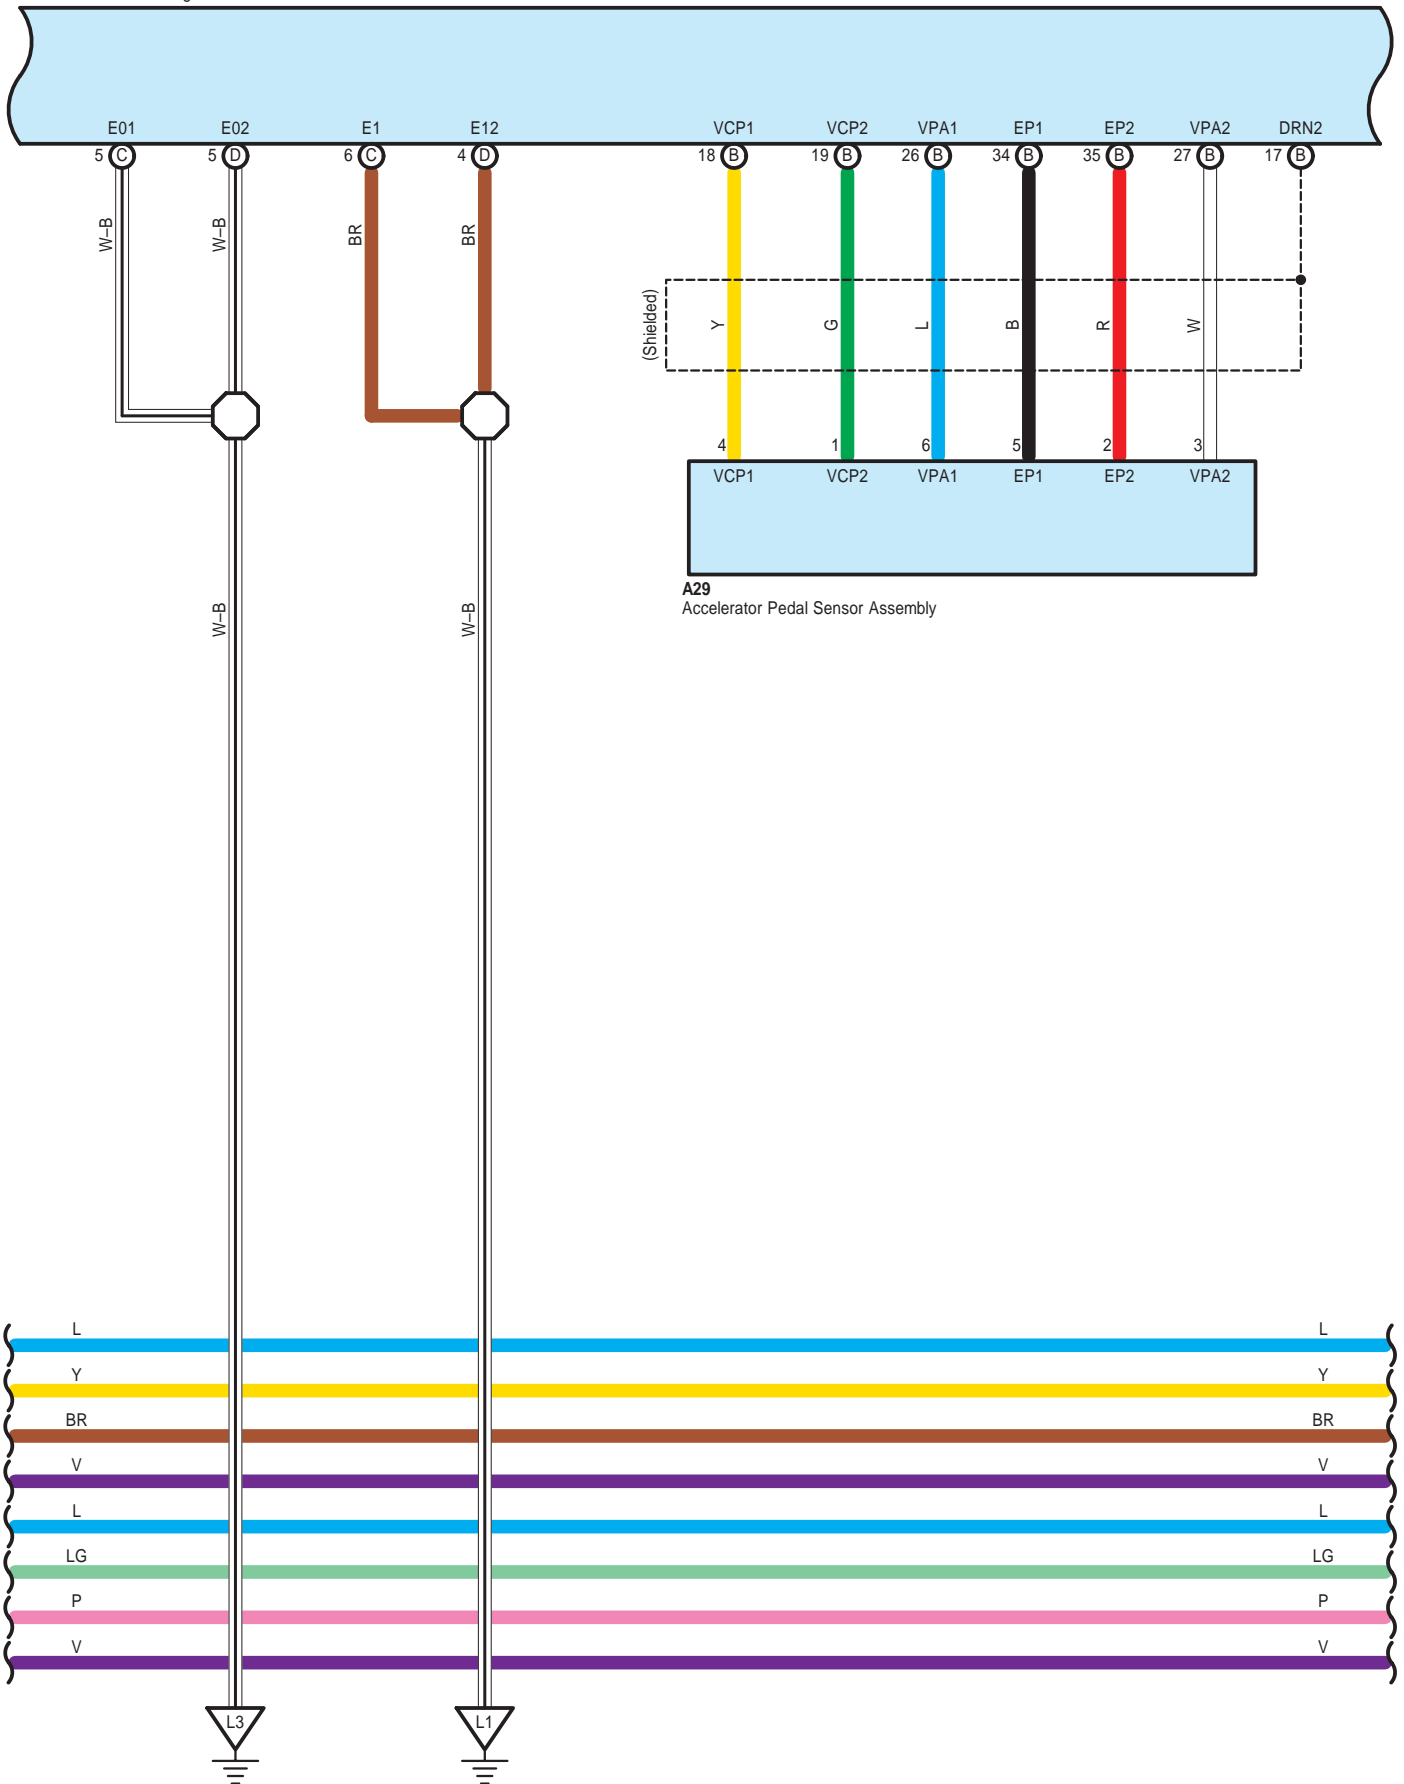 E01 E02 E1 E12 VCP1 VCP2 VPA1 EP1 EP2 VPA2 DRN2
5 C 5 D 6 C 4 D 18 B 19 B 26 B 34 B 35 B 27 B 17 B
W–B W–B BR BR
(Shielded) Y G L B R W
4 1 6 5 2 3
VCP1 VCP2 VPA1 EP1 EP2 VPA2
A29
Accelerator Pedal Sensor Assembly
W–B W–B
L L
Y Y
BR BR
V V
L L
LG LG
P P
V V
L3 L1